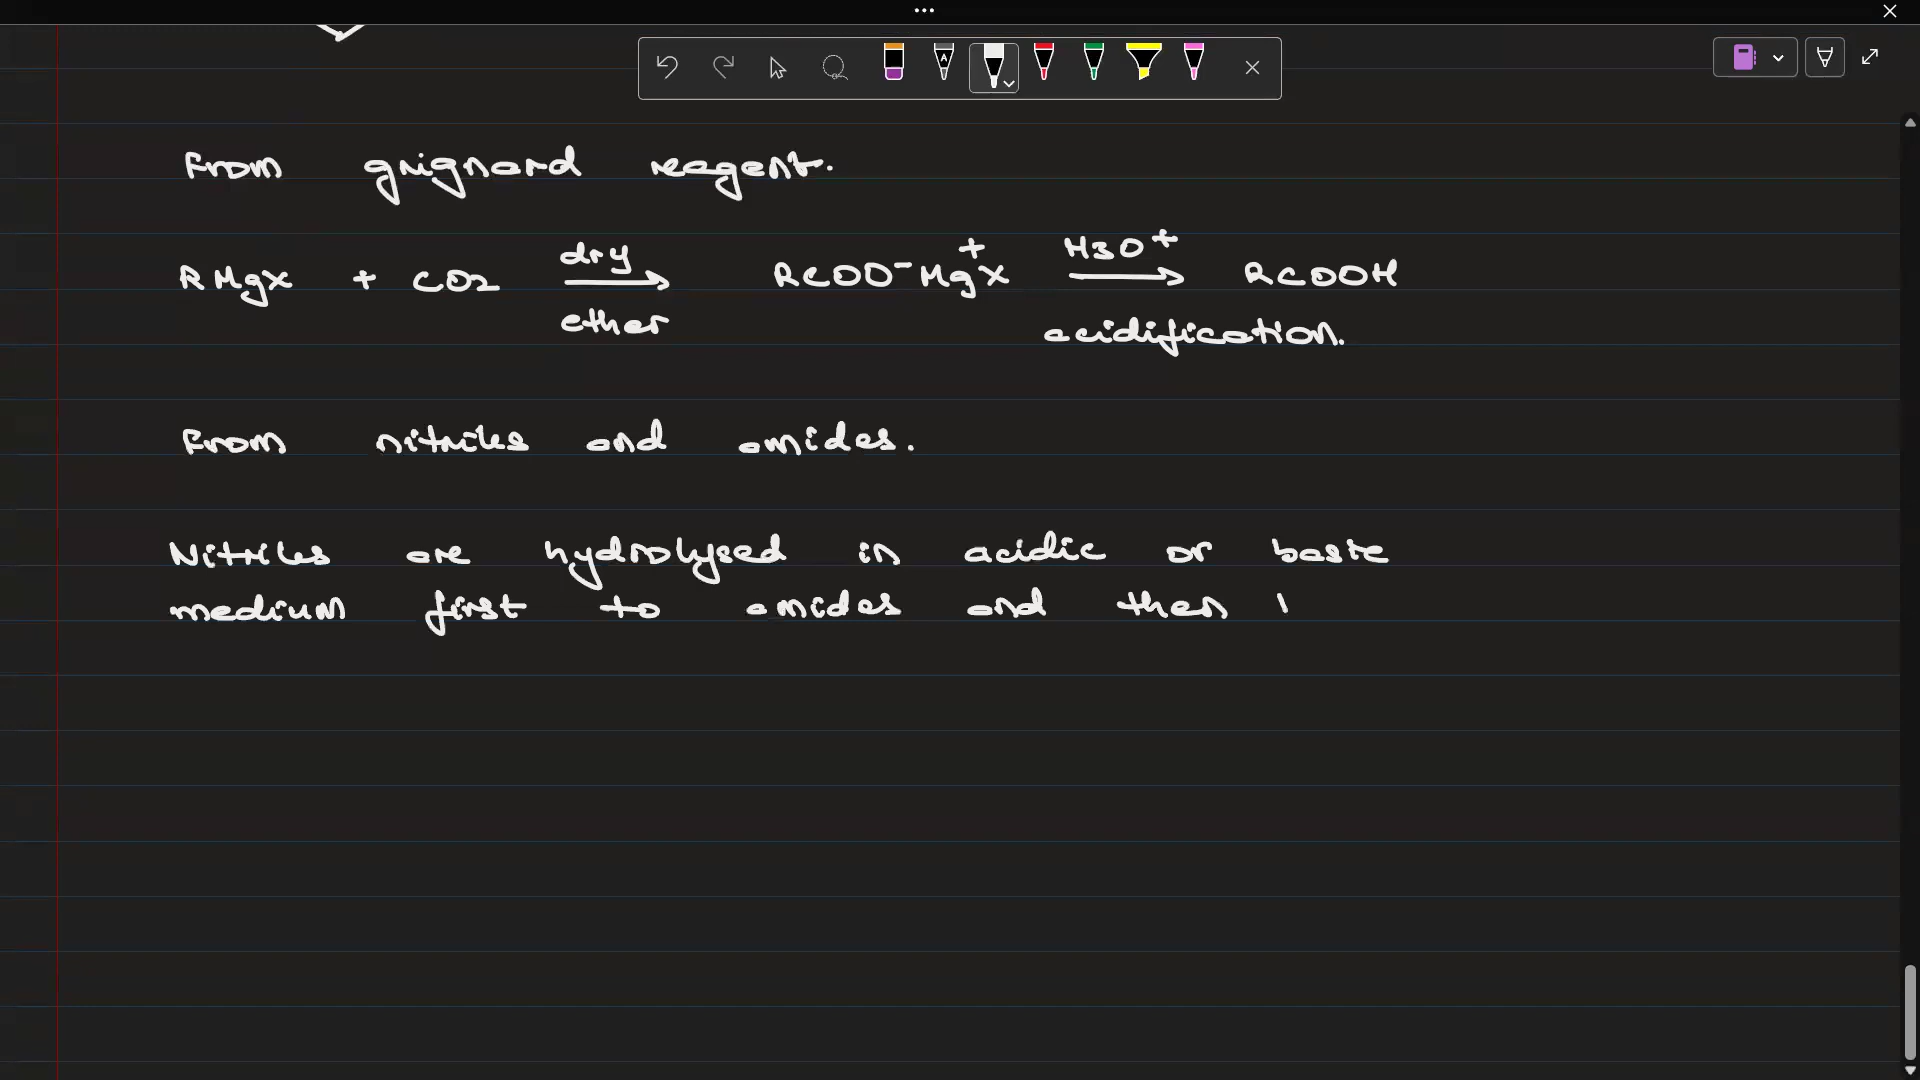 From grignard reagent.
RMgX + CO2 dry ether → RCOO⁻Mg⁺X H3O⁺ acidification. → RCOOH
From nitriles and amides.
Nitriles are hydrolysed in acidic or basic
medium first to amides and then